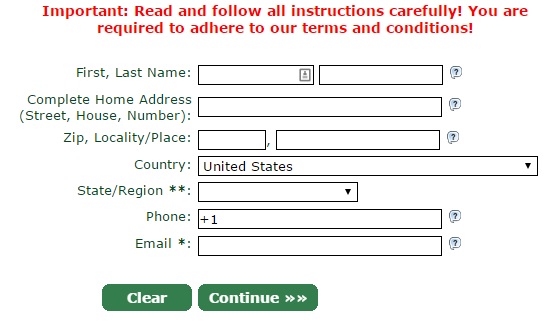 Important: Read and follow all instructions carefully! You are
required to adhere to our terms and conditions!
First, Last Name:
Complete Home Address
(Street, House, Number):
Zip, Locality/Place: ,
Country: United States
State/Region **:
Phone: +1
Email *:
Clear Continue »»